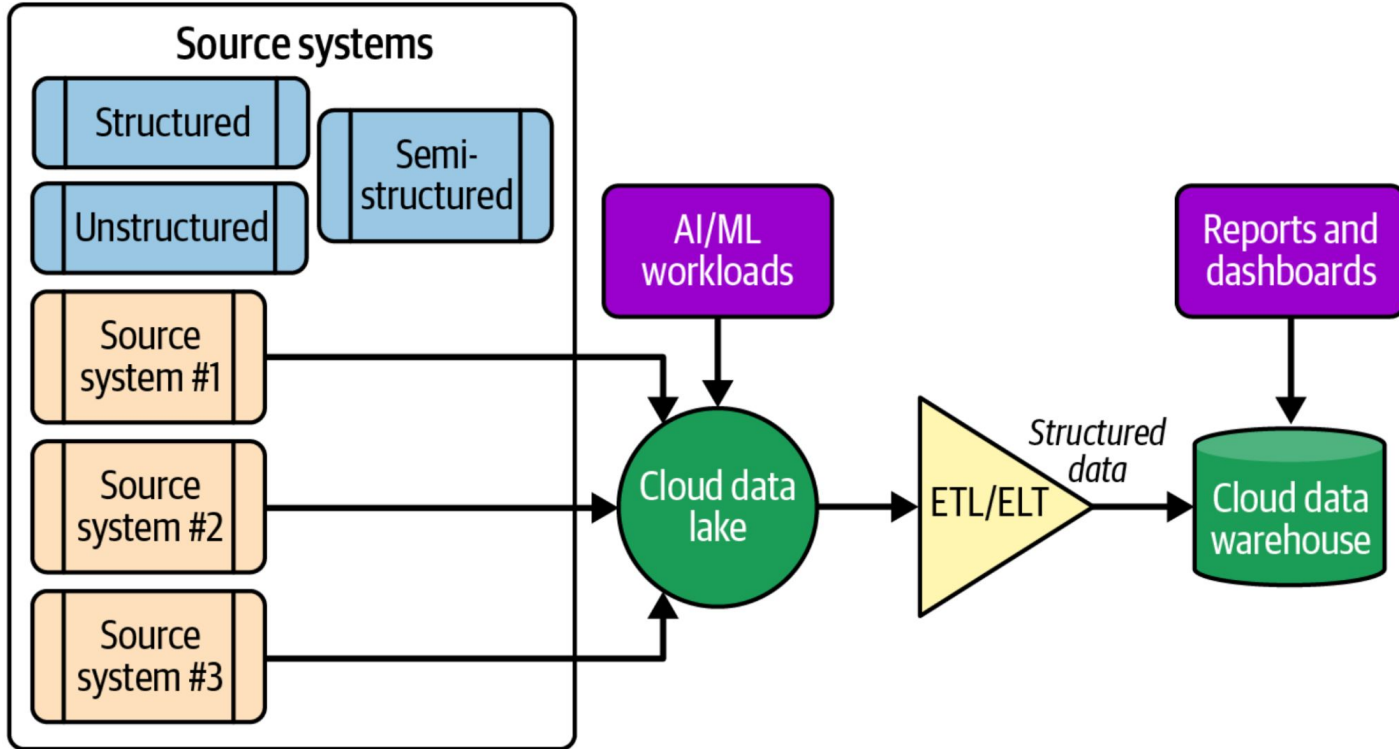 Source systems
Structured
Semi-
structured
Unstructured
Source
system #1
Source
system #2
Source
system #3
AI/ML
workloads
Cloud data
lake
ETL/ELT
Structured
data
Reports and
dashboards
Cloud data
warehouse